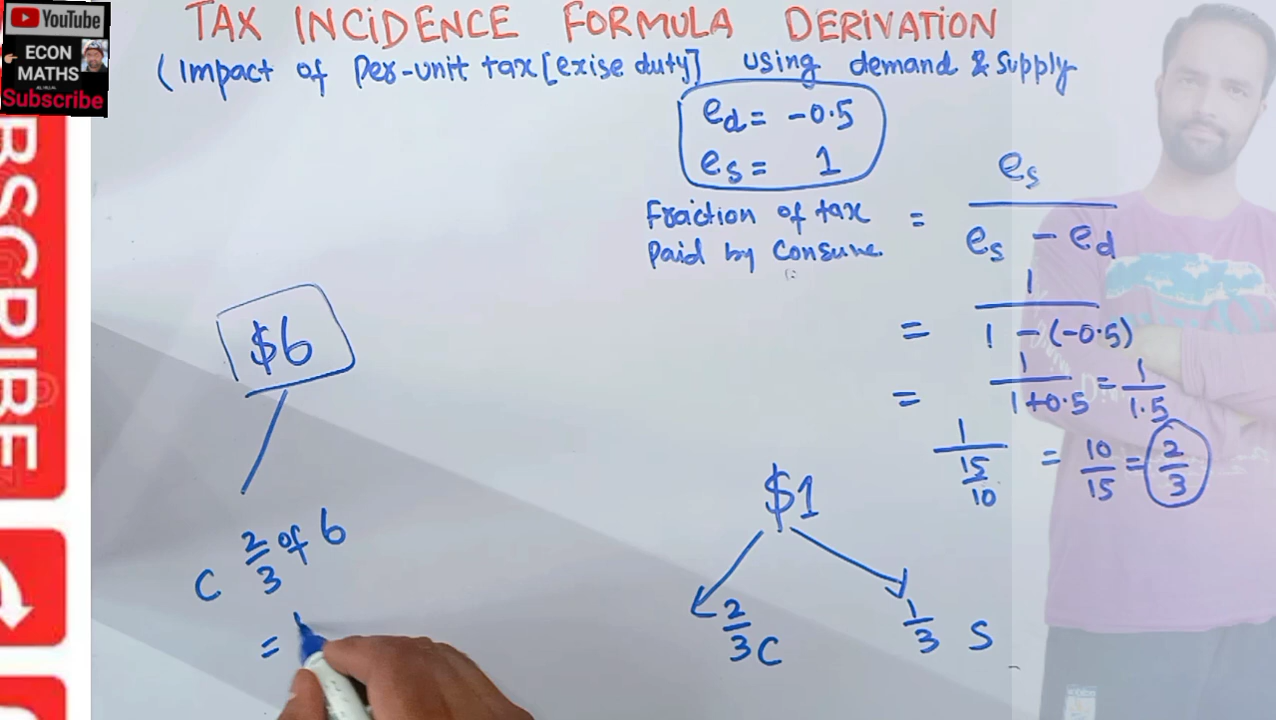 YouTube
ECON
MATHS
Subscribe
BSCRIBE
TAX INCIDENCE FORMULA DERIVATION
(Impact of Per-unit tax [exise duty] using demand & supply
ed = -0.5
es = 1
Fraction of tax
Paid by Consume
= es / es - ed
= 1 / 1 - (-0.5)
= 1 / 1+0.5 = 1 / 1.5
1 / 15/10 = 10/15 = 2/3
$6
C 2/3 of 6
=
$1
2/3 C
1/3 S